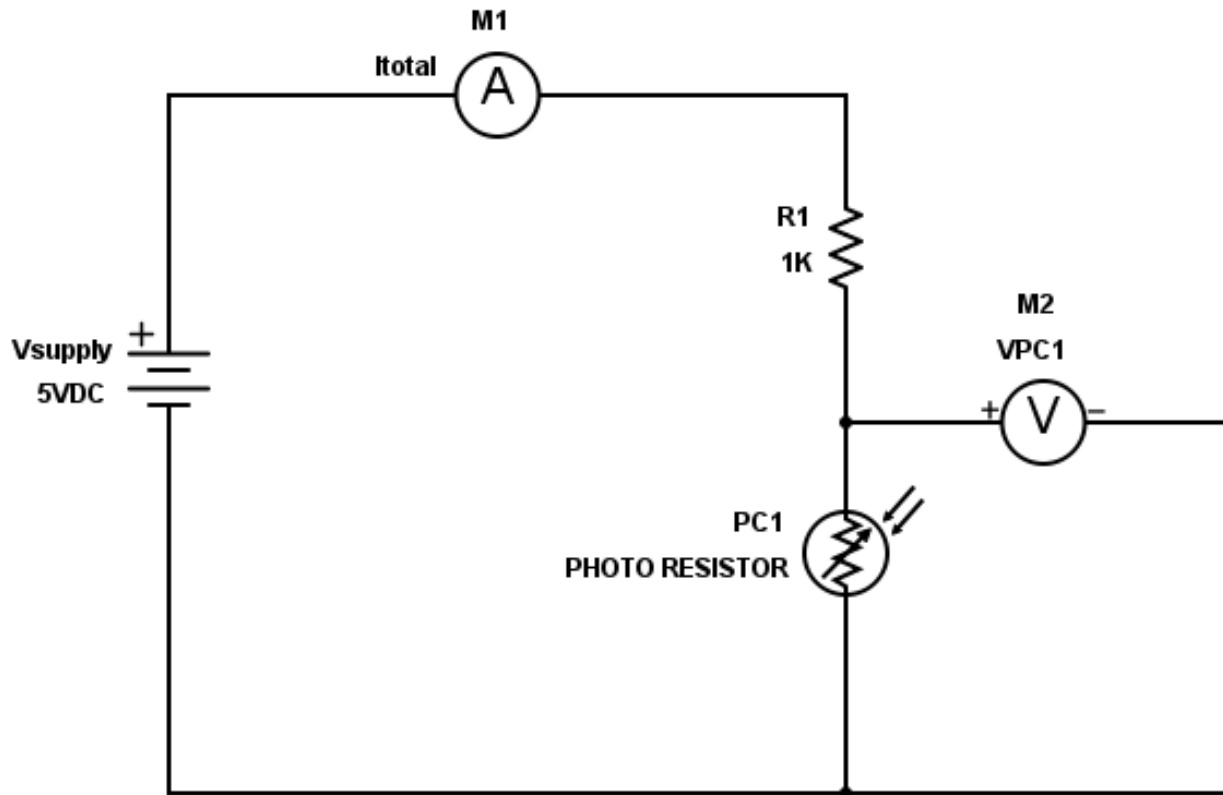 M1
Itotal
A
R1
1K
M2
VPC1
+
Vsupply
5VDC
+ V −
PC1
PHOTO RESISTOR